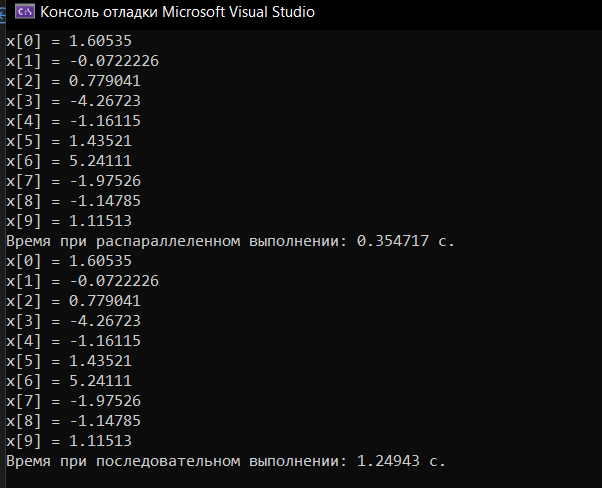 Консоль отладки Microsoft Visual Studio
x[0] = 1.60535
x[1] = -0.0722226
x[2] = 0.779041
x[3] = -4.26723
x[4] = -1.16115
x[5] = 1.43521
x[6] = 5.24111
x[7] = -1.97526
x[8] = -1.14785
x[9] = 1.11513
Время при распараллеленном выполнении: 0.354717 с.
x[0] = 1.60535
x[1] = -0.0722226
x[2] = 0.779041
x[3] = -4.26723
x[4] = -1.16115
x[5] = 1.43521
x[6] = 5.24111
x[7] = -1.97526
x[8] = -1.14785
x[9] = 1.11513
Время при последовательном выполнении: 1.24943 с.